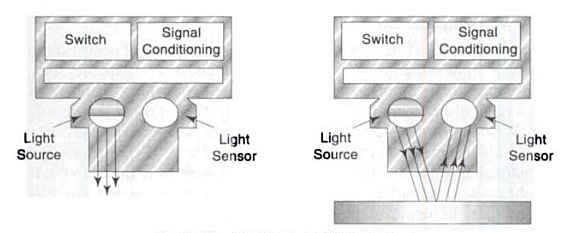 Switch
Signal
Conditioning
Light
Source
Light
Sensor
Switch
Signal
Conditioning
Light
Source
Light
Sensor